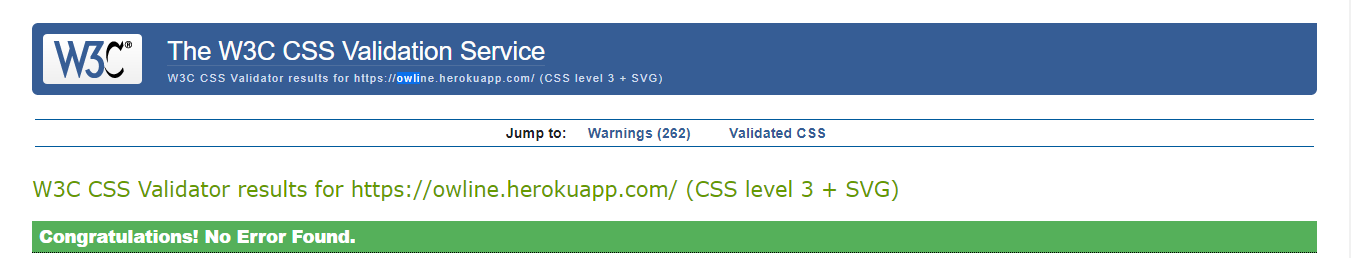 W3C®
The W3C CSS Validation Service
W3C CSS Validator results for https://owline.herokuapp.com/ (CSS level 3 + SVG)
Jump to: Warnings (262) Validated CSS
W3C CSS Validator results for https://owline.herokuapp.com/ (CSS level 3 + SVG)
Congratulations! No Error Found.